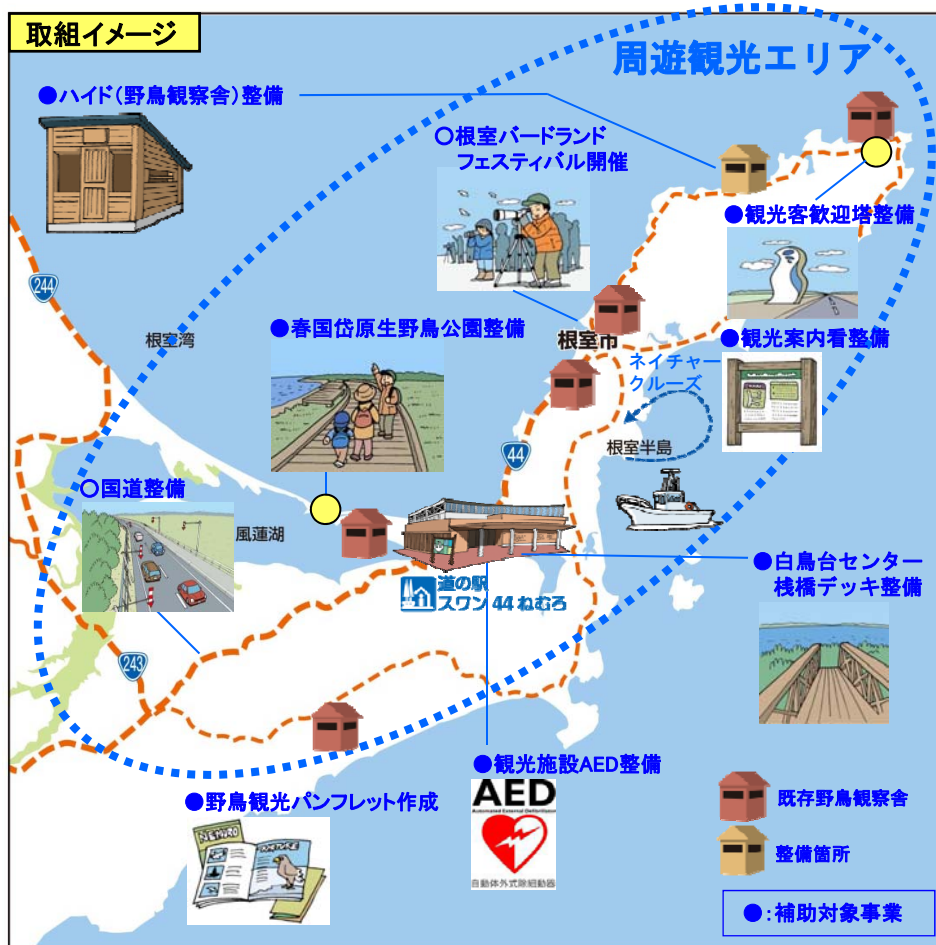 取組イメージ
周遊観光エリア
●ハイド(野鳥観察舎)整備
○根室バードランド
フェスティバル開催
●観光客歓迎塔整備
244
根室湾
●春国岱原生野鳥公園整備
根室市
●観光案内看整備
ネイチャー
クルーズ
44
根室半島
○国道整備
風蓮湖
●白鳥台センター
桟橋デッキ整備
道の駅
スワン44ねむろ
243
●観光施設AED整備
●野鳥観光パンフレット作成
AED
Automated External Defibrillator
自動体外式除細動器
NEMURO
NATURE
既存野鳥観察舎
整備箇所
●:補助対象事業